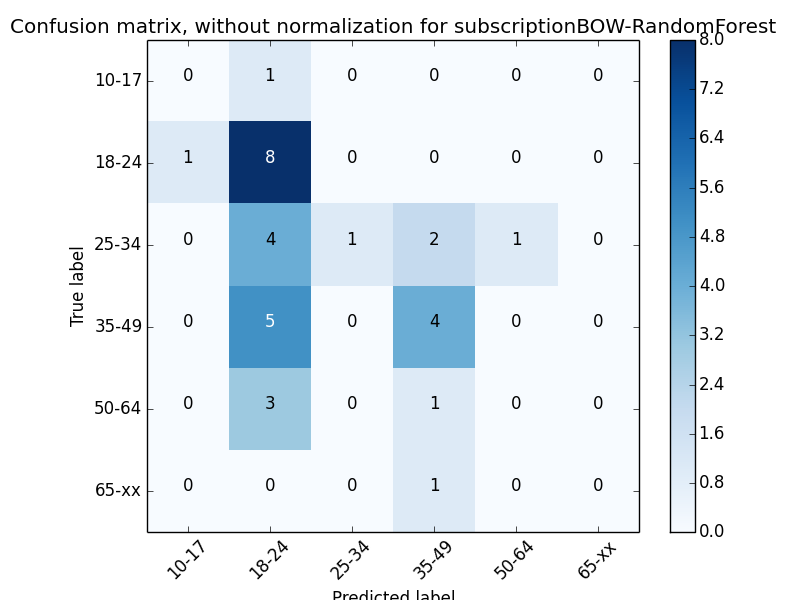 Confusion matrix, without normalization for subscriptionBOW-RandomForest
True label
10-17 0 1 0 0 0 0
18-24 1 8 0 0 0 0
25-34 0 4 1 2 1 0
35-49 0 5 0 4 0 0
50-64 0 3 0 1 0 0
65-xx 0 0 0 1 0 0
10-17 18-24 25-34 35-49 50-64 65-xx
Predicted label
8.0
7.2
6.4
5.6
4.8
4.0
3.2
2.4
1.6
0.8
0.0